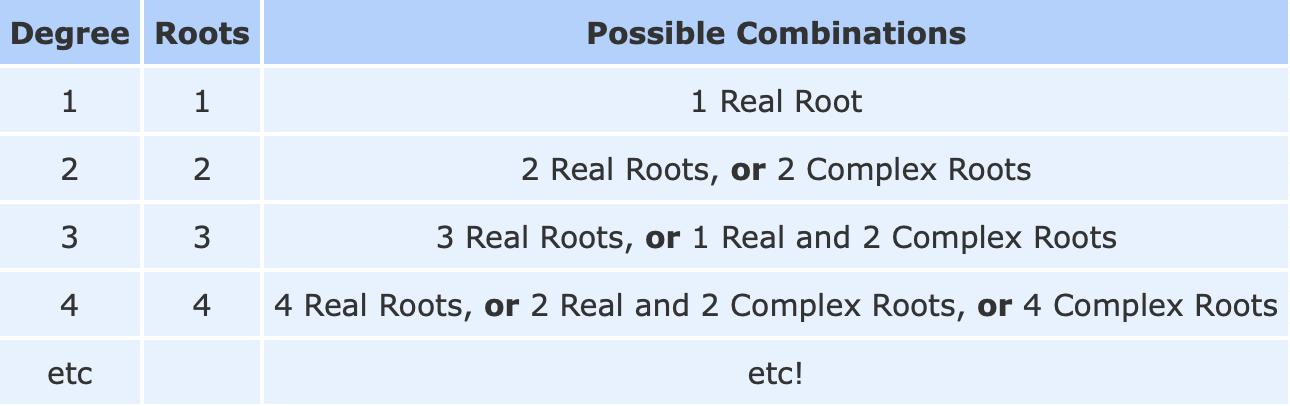 Degree Roots Possible Combinations
1 1 1 Real Root
2 2 2 Real Roots, or 2 Complex Roots
3 3 3 Real Roots, or 1 Real and 2 Complex Roots
4 4 4 Real Roots, or 2 Real and 2 Complex Roots, or 4 Complex Roots
etc etc!